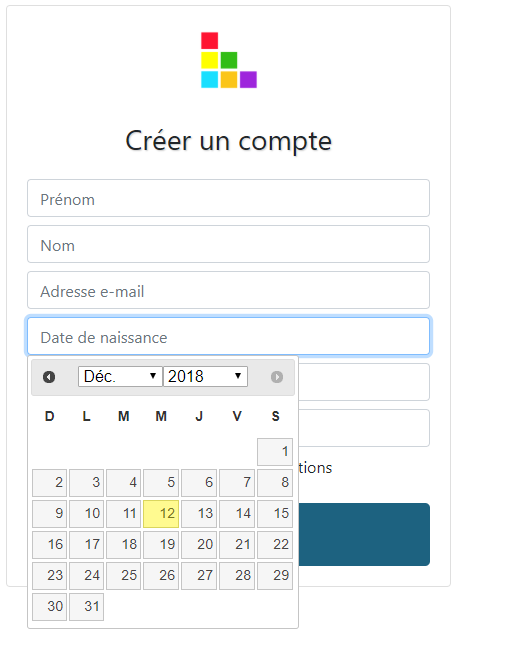 Créer un compte
Prénom
Nom
Adresse e-mail
Date de naissance
Déc. 2018
D L M M J V S
1
2 3 4 5 6 7 8
9 10 11 12 13 14 15
16 17 18 19 20 21 22
23 24 25 26 27 28 29
30 31
tions